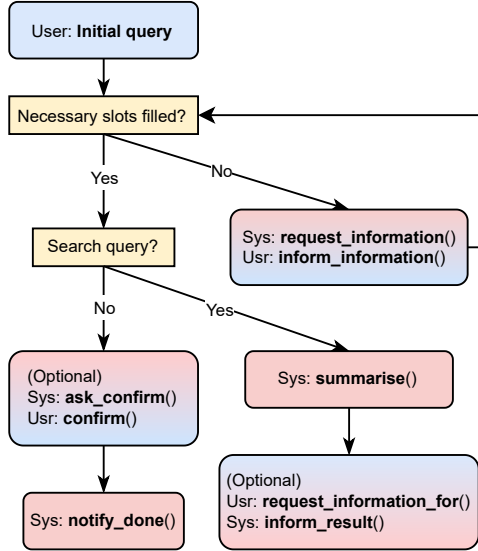 User: Initial query
Necessary slots filled?
No
Yes
Sys: request_information()
Usr: inform_information()
Search query?
No
Yes
(Optional)
Sys: ask_confirm()
Usr: confirm()
Sys: summarise()
(Optional)
Usr: request_information_for()
Sys: inform_result()
Sys: notify_done()